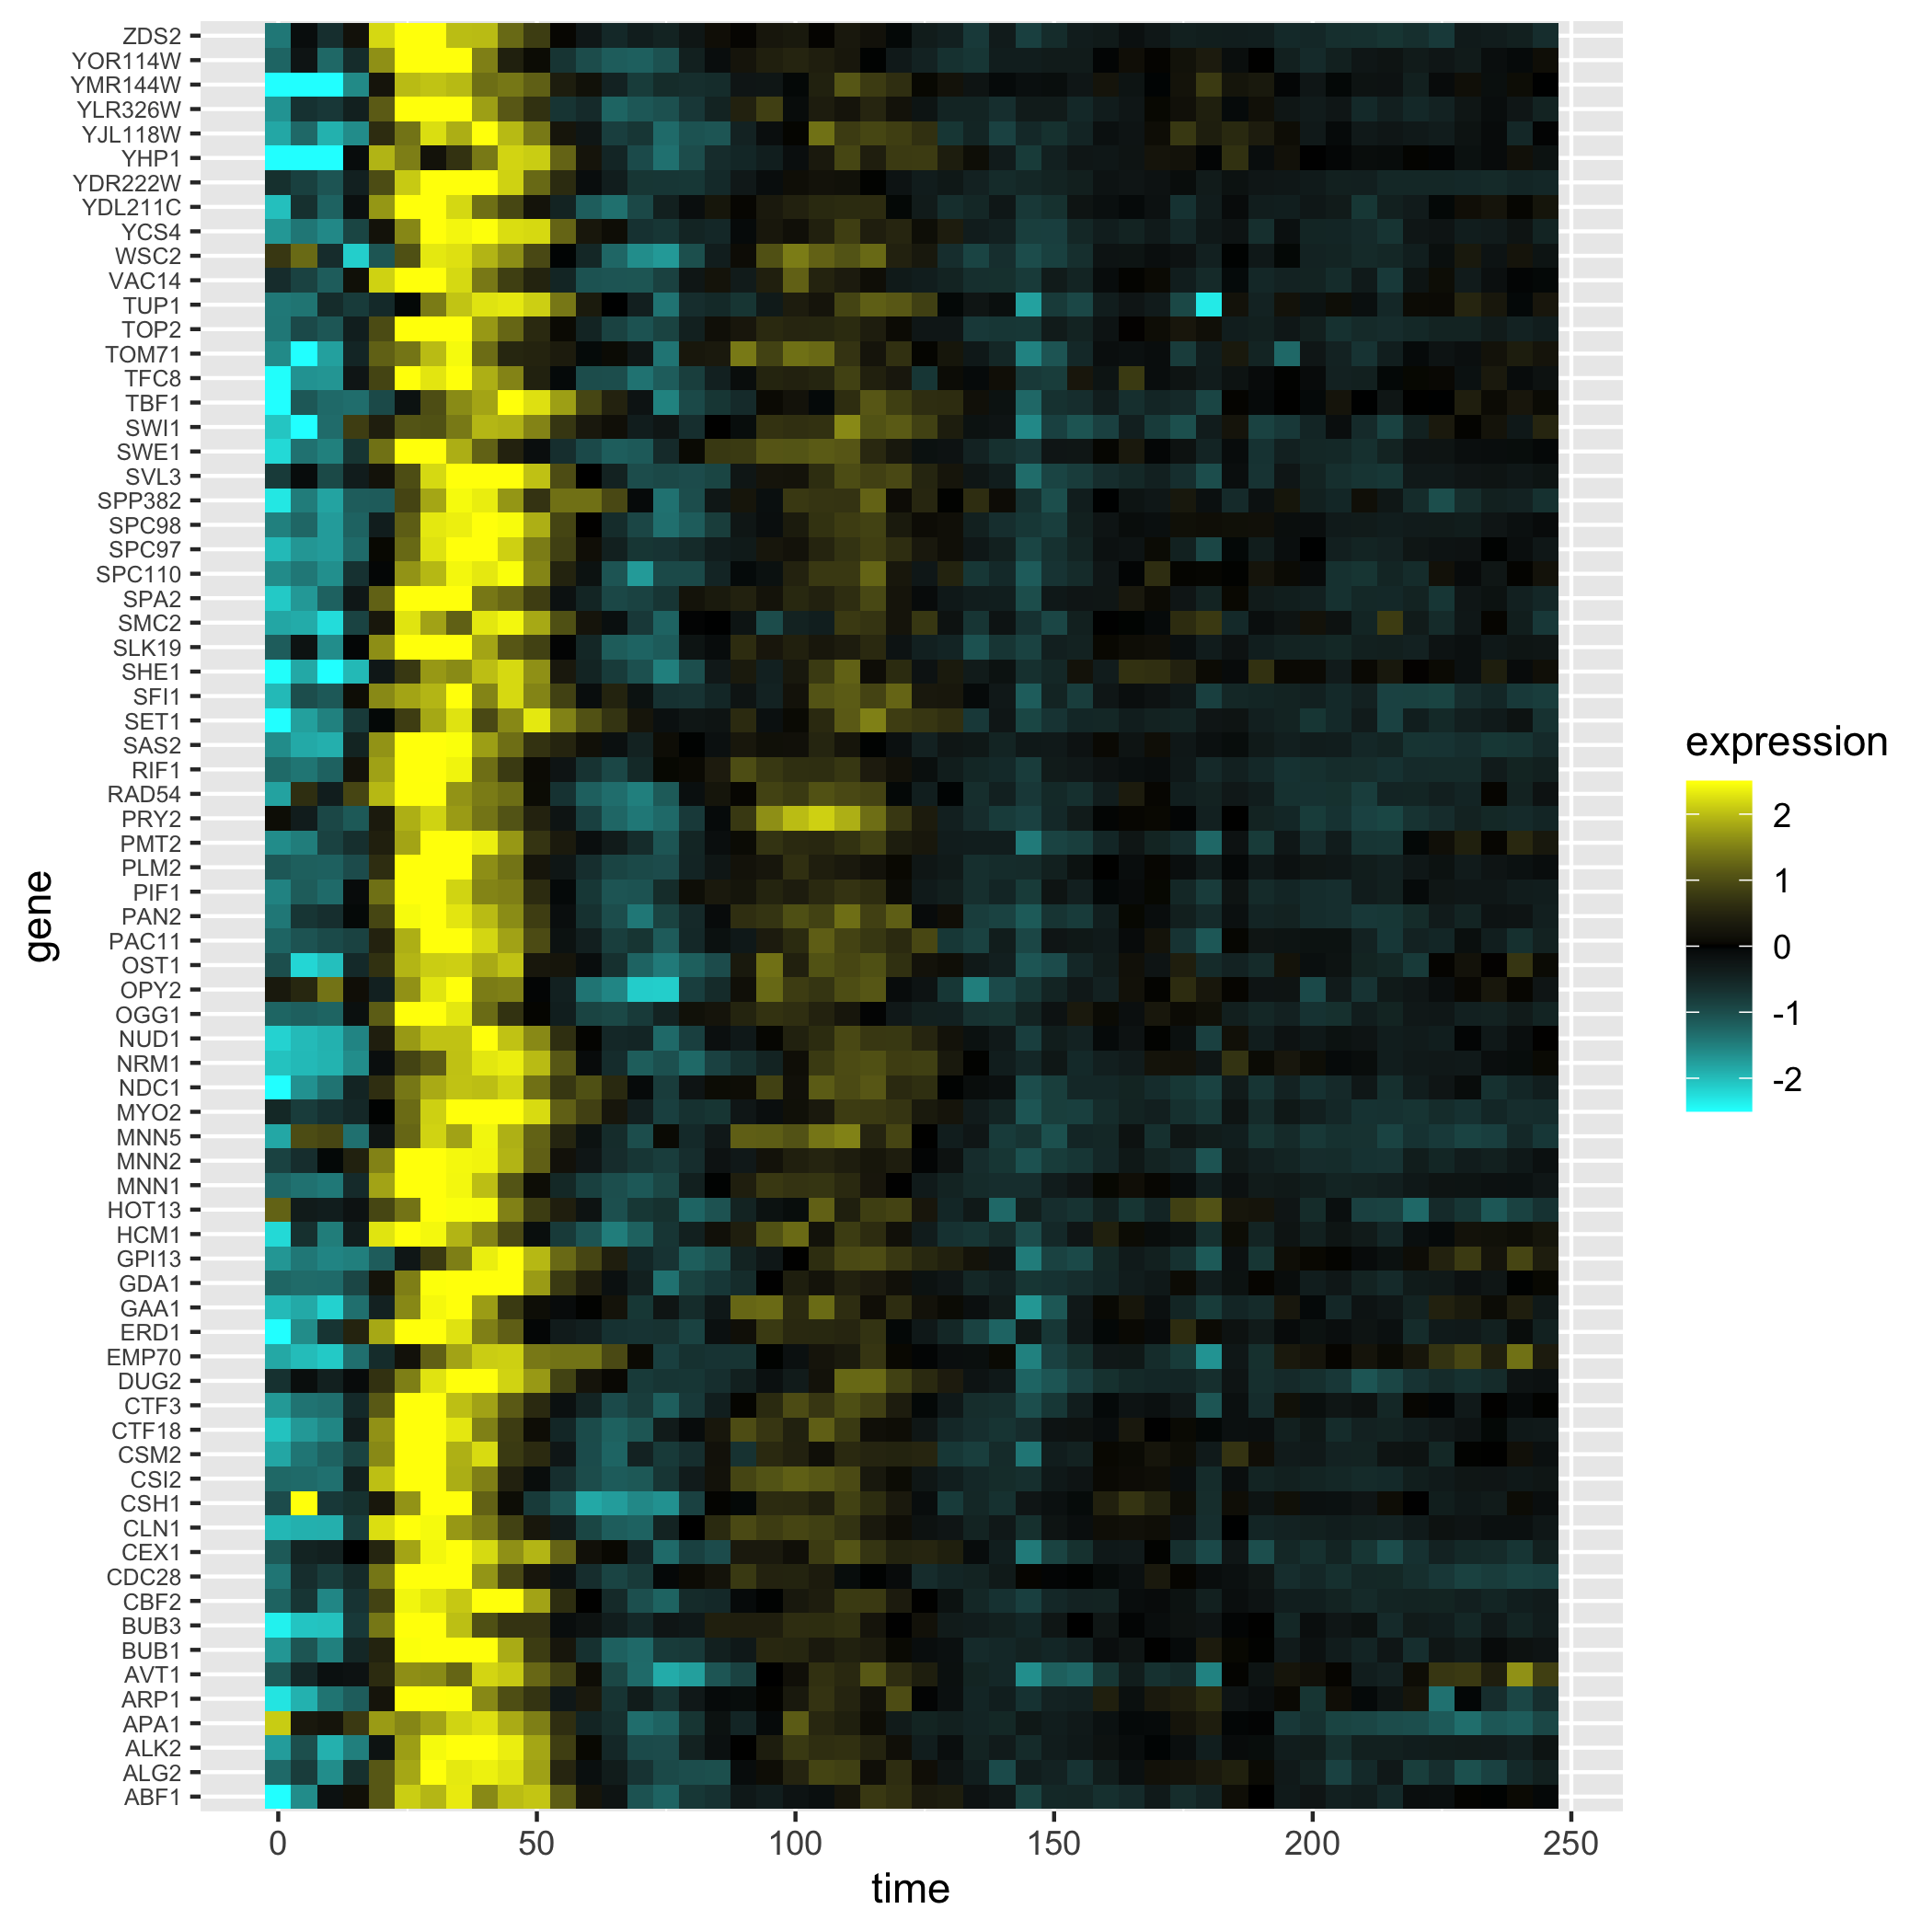 ZDS2
YOR114W
YMR144W
YLR326W
YJL118W
YHP1
YDR222W
YDL211C
YCS4
WSC2
VAC14
TUP1
TOP2
TOM71
TFC8
TBF1
SWI1
SWE1
SVL3
SPP382
SPC98
SPC97
SPC110
SPA2
SMC2
SLK19
SHE1
SFI1
SET1
SAS2
RIF1
RAD54
PRY2
PMT2
PLM2
PIF1
PAN2
PAC11
OST1
OPY2
OGG1
NUD1
NRM1
NDC1
MYO2
MNN5
MNN2
MNN1
HOT13
HCM1
GPI13
GDA1
GAA1
ERD1
EMP70
DUG2
CTF3
CTF18
CSM2
CSI2
CSH1
CLN1
CEX1
CDC28
CBF2
BUB3
BUB1
AVT1
ARP1
APA1
ALK2
ALG2
ABF1
gene
0 50 100 150 200 250
time
expression
2
1
0
-1
-2